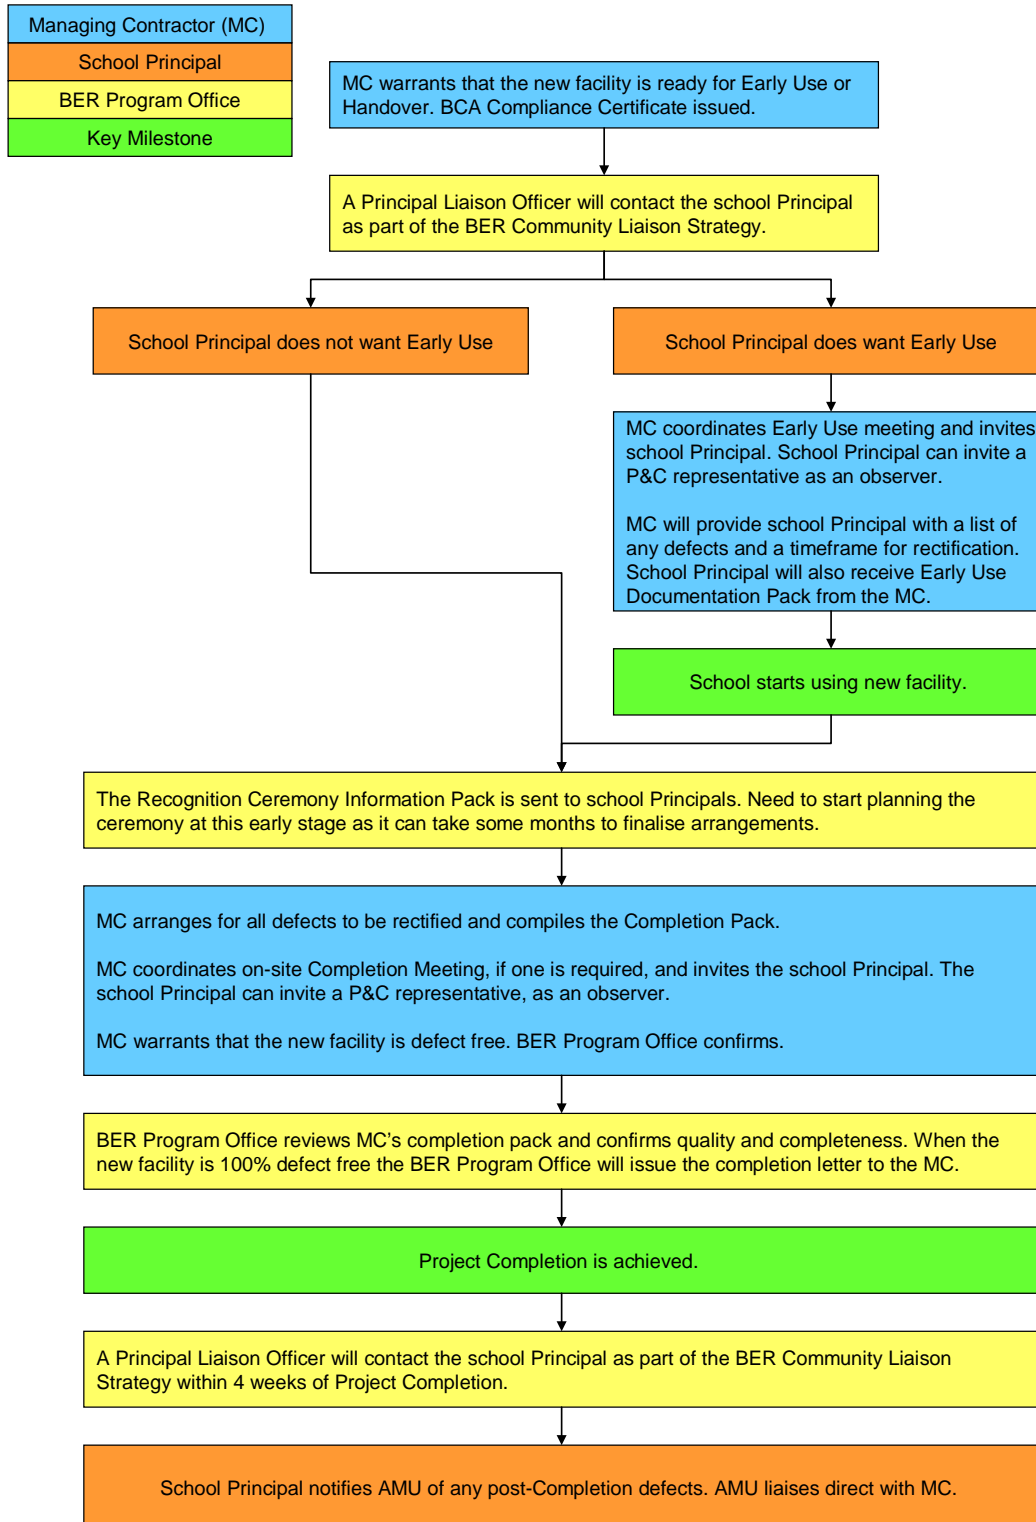 Managing Contractor (MC)
School Principal
BER Program Office
Key Milestone
MC warrants that the new facility is ready for Early Use or
Handover. BCA Compliance Certificate issued.
A Principal Liaison Officer will contact the school Principal
as part of the BER Community Liaison Strategy.
School Principal does not want Early Use
School Principal does want Early Use
MC coordinates Early Use meeting and invites
school Principal. School Principal can invite a
P&C representative as an observer.
MC will provide school Principal with a list of
any defects and a timeframe for rectification.
School Principal will also receive Early Use
Documentation Pack from the MC.
School starts using new facility.
The Recognition Ceremony Information Pack is sent to school Principals. Need to start planning the
ceremony at this early stage as it can take some months to finalise arrangements.
MC arranges for all defects to be rectified and compiles the Completion Pack.
MC coordinates on-site Completion Meeting, if one is required, and invites the school Principal. The
school Principal can invite a P&C representative, as an observer.
MC warrants that the new facility is defect free. BER Program Office confirms.
BER Program Office reviews MC’s completion pack and confirms quality and completeness. When the
new facility is 100% defect free the BER Program Office will issue the completion letter to the MC.
Project Completion is achieved.
A Principal Liaison Officer will contact the school Principal as part of the BER Community Liaison
Strategy within 4 weeks of Project Completion.
School Principal notifies AMU of any post-Completion defects. AMU liaises direct with MC.